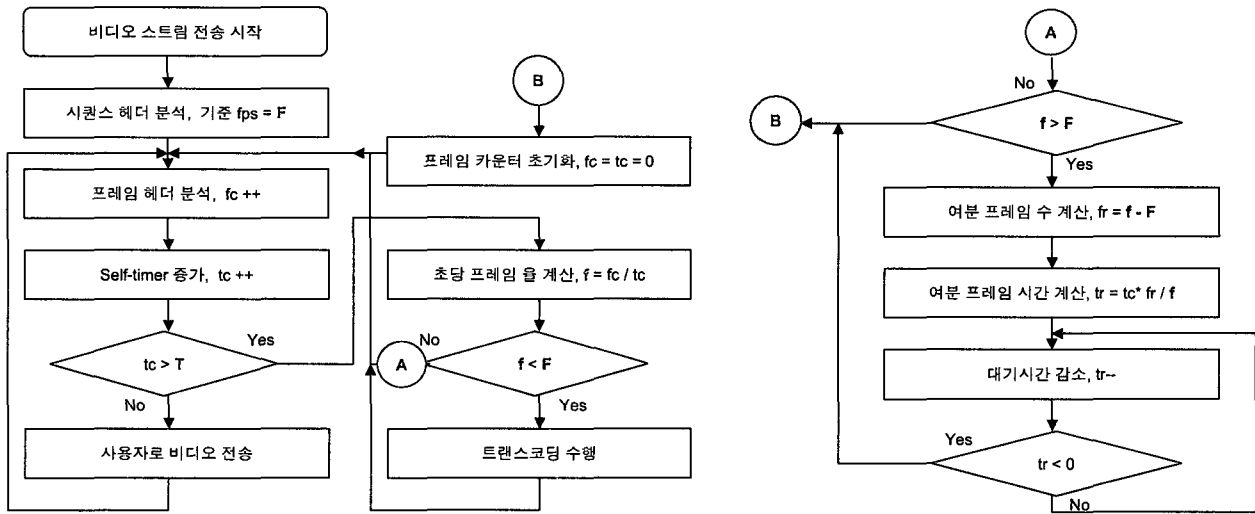 비디오 스트림 전송 시작
시퀀스 헤더 분석, 기준 fps = F
프레임 헤더 분석, fc ++
Self-timer 증가, tc ++
tc > T
Yes
No
사용자로 비디오 전송
B
프레임 카운터 초기화, fc = tc = 0
초당 프레임 율 계산, f = fc / tc
No
A
f < F
Yes
트랜스코딩 수행
A
No
B
f > F
Yes
여분 프레임 수 계산, fr = f - F
여분 프레임 시간 계산, tr = tc* fr / f
대기시간 감소, tr--
Yes
tr < 0
No